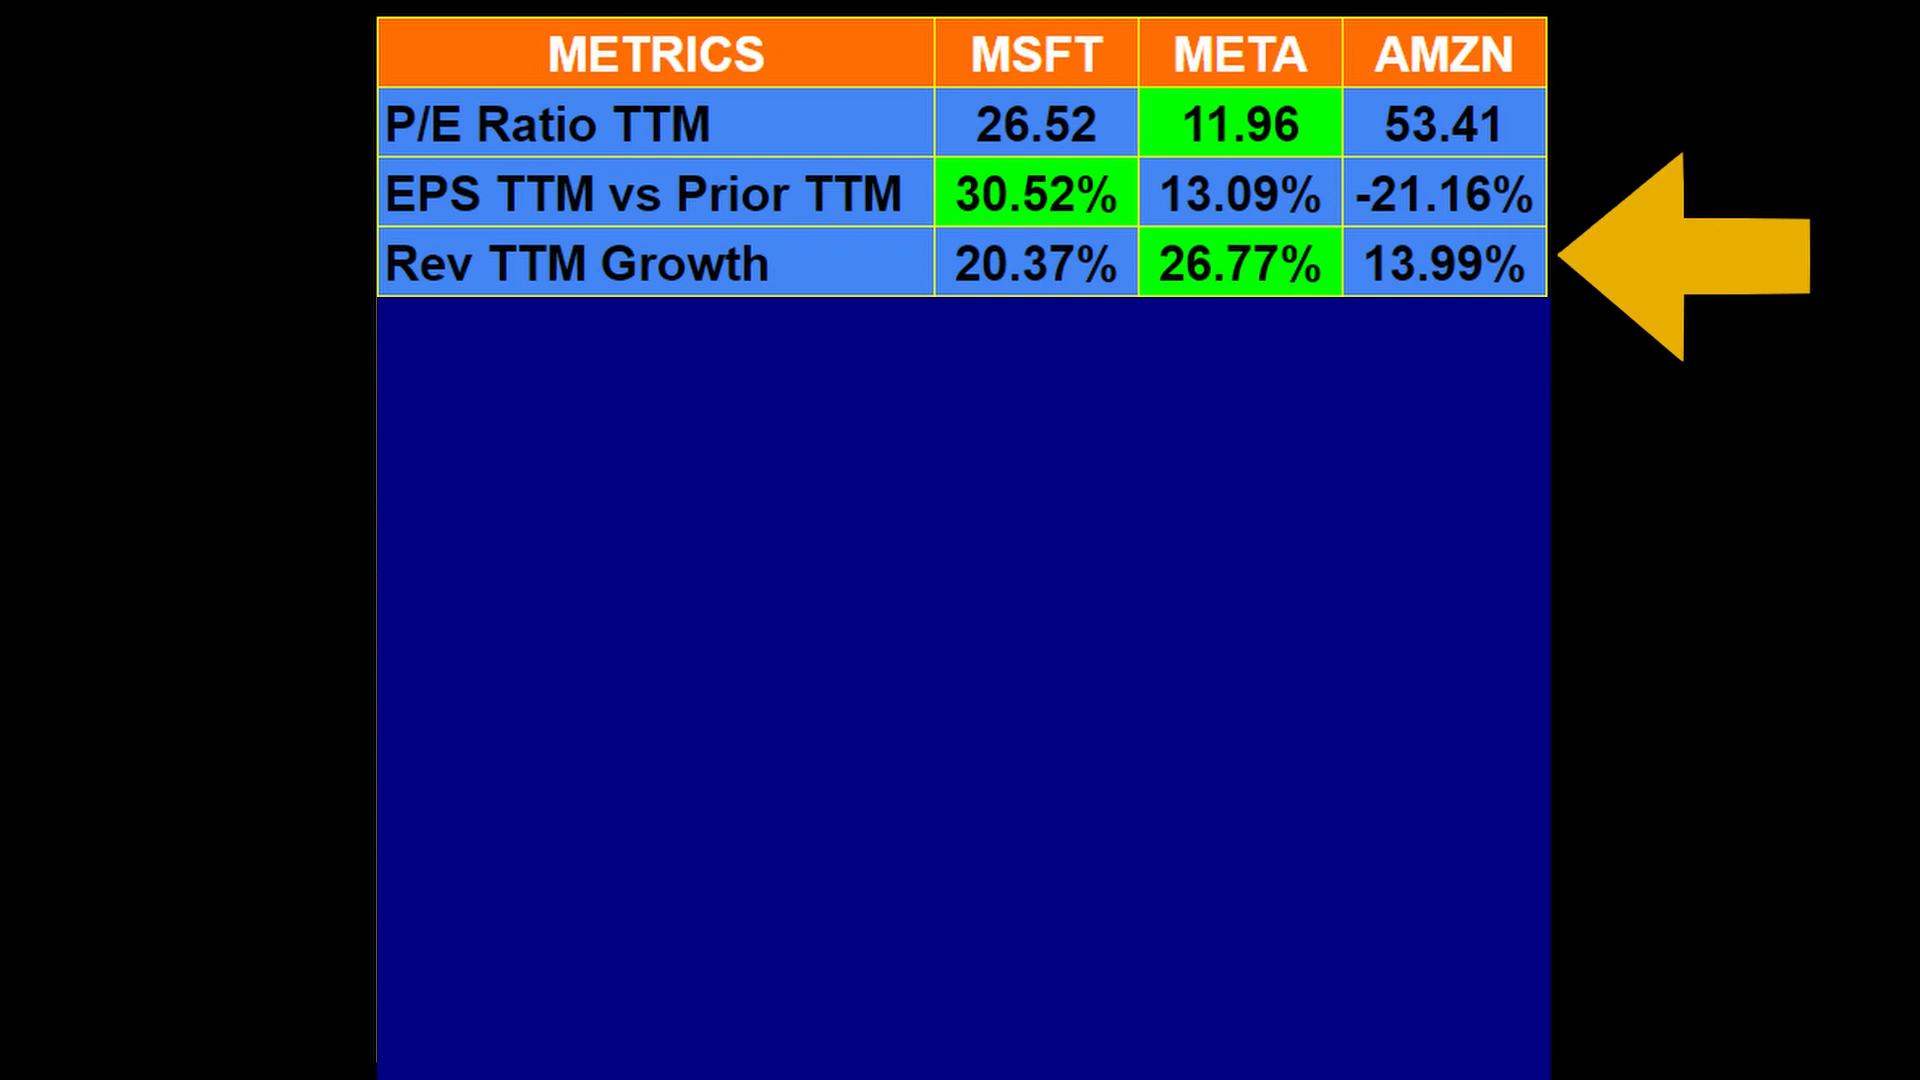 METRICS MSFT META AMZN
P/E Ratio TTM 26.52 11.96 53.41
EPS TTM vs Prior TTM 30.52% 13.09% -21.16%
Rev TTM Growth 20.37% 26.77% 13.99%